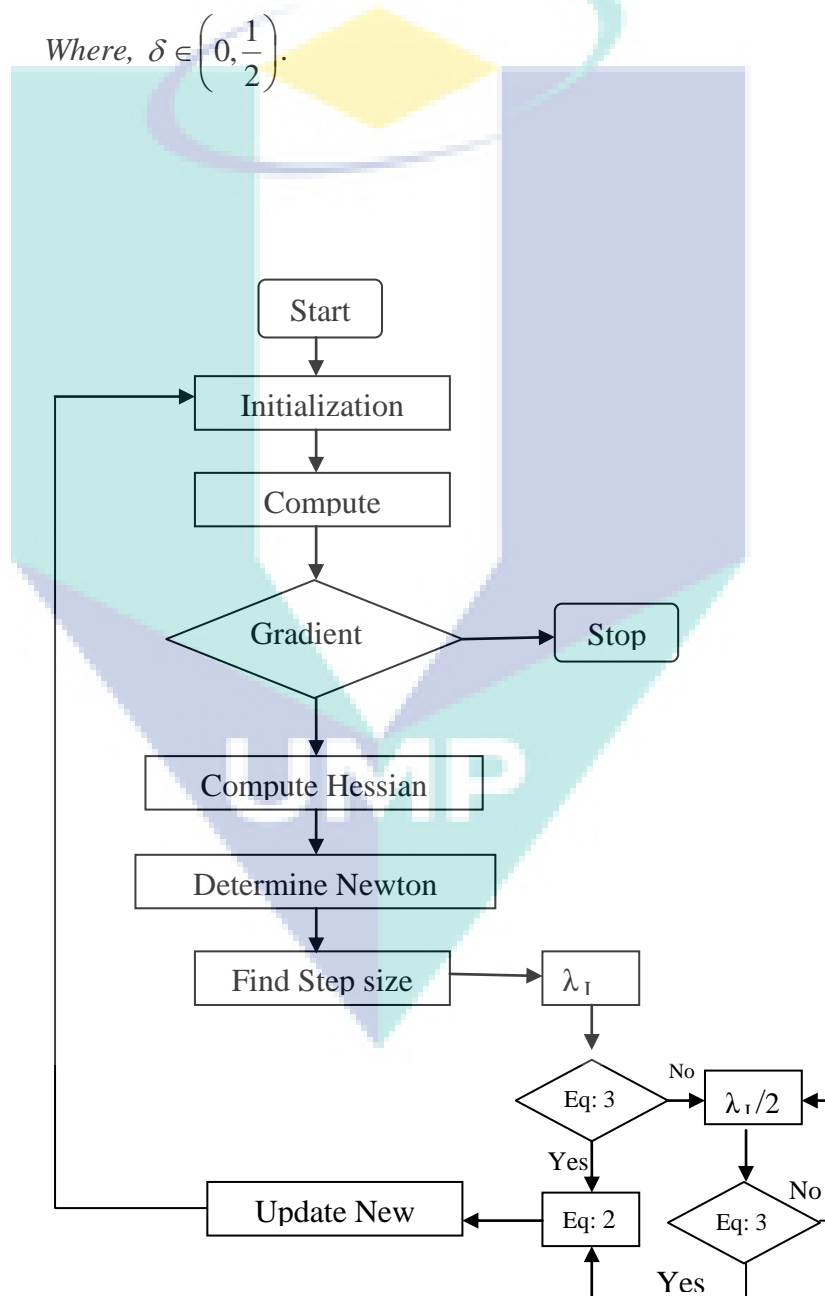 Where, δ ∈ (0, 1/2).
Start
Initialization
Compute
Gradient
Stop
UMP
Compute Hessian
Determine Newton
Find Step size
λ
Eq: 3
No
λ /2
Yes
Eq: 3
No
Update New
Eq: 2
Yes